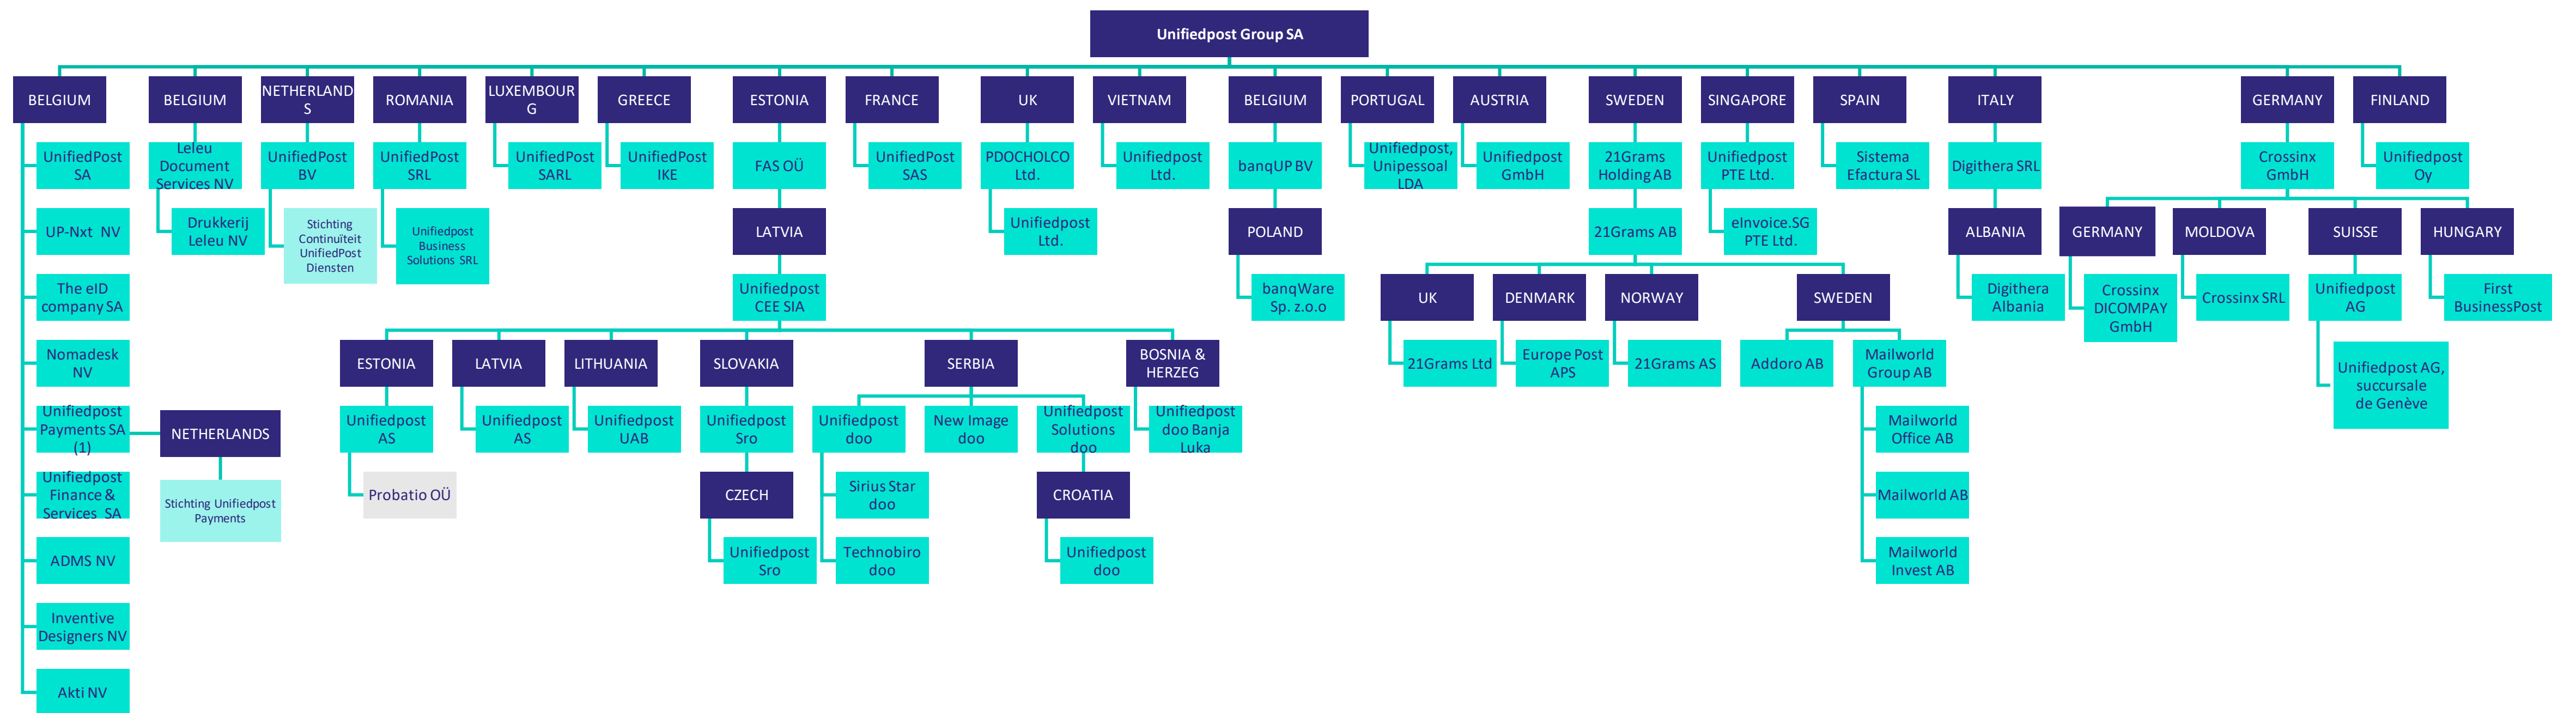 Unifiedpost Group SA
BELGIUM
BELGIUM
NETHERLAND
S
ROMANIA
LUXEMBOUR
G
GREECE
ESTONIA
FRANCE
UK
VIETNAM
BELGIUM
PORTUGAL
AUSTRIA
SWEDEN
SINGAPORE
SPAIN
ITALY
GERMANY
FINLAND
UnifiedPost
SA
Leleu
Document
Services NV
UnifiedPost
BV
UnifiedPost
SRL
UnifiedPost
SARL
UnifiedPost
IKE
FAS OÜ
UnifiedPost
SAS
PDOCHOLCO
Ltd.
Unifiedpost
Ltd.
banqUP BV
Unifiedpost,
Unipessoal
LDA
Unifiedpost
GmbH
21Grams
Holding AB
Unifiedpost
PTE Ltd.
Sistema
Efactura SL
Digithera SRL
Crossinx
GmbH
Unifiedpost
Oy
UP-Nxt NV
Drukkerij
Leleu NV
Stichting
Continuïteit
UnifiedPost
Diensten
Unifiedpost
Business
Solutions SRL
LATVIA
Unifiedpost
Ltd.
POLAND
21Grams AB
eInvoice.SG
PTE Ltd.
ALBANIA
GERMANY
MOLDOVA
SUISSE
HUNGARY
The eID
company SA
Unifiedpost
CEE SIA
banqWare
Sp. z.o.o
UK
DENMARK
NORWAY
SWEDEN
Digithera
Albania
Crossinx
DICOMPAY
GmbH
Crossinx SRL
Unifiedpost
AG
First
BusinessPost
Nomadesk
NV
ESTONIA
LATVIA
LITHUANIA
SLOVAKIA
SERBIA
BOSNIA &
HERZEG
21Grams Ltd
Europe Post
APS
21Grams AS
Addoro AB
Mailworld
Group AB
Unifiedpost AG,
succursale
de Genève
Unifiedpost
Payments SA
(1)
NETHERLANDS
Unifiedpost
AS
Unifiedpost
AS
Unifiedpost
UAB
Unifiedpost
Sro
Unifiedpost
doo
New Image
doo
Unifiedpost
Solutions
doo
Unifiedpost
doo Banja
Luka
Mailworld
Office AB
Unifiedpost
Finance &
Services SA
Stichting Unifiedpost
Payments
Probatio OÜ
CZECH
Sirius Star
doo
CROATIA
Mailworld AB
ADMS NV
Unifiedpost
Sro
Technobiro
doo
Unifiedpost
doo
Mailworld
Invest AB
Inventive
Designers NV
Akti NV